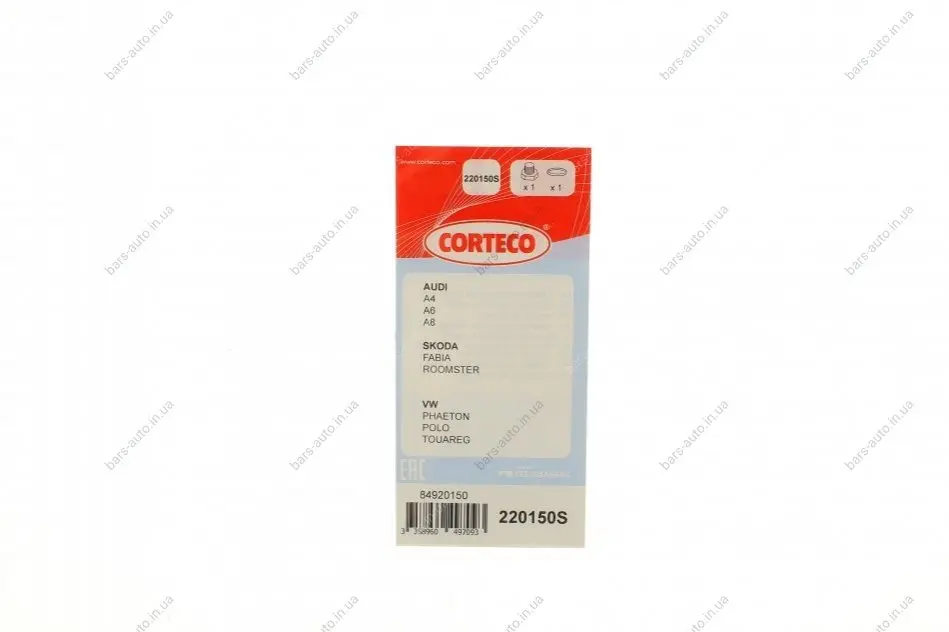 www.corteco.com
220150S
x 1 x 1
CORTECO
®
AUDI
A4
A6
A8
SKODA
FABIA
ROOMSTER
VW
PHAETON
POLO
TOUAREG
EAC
84920150
3 358960 497093
220150S
bars-auto.in.ua